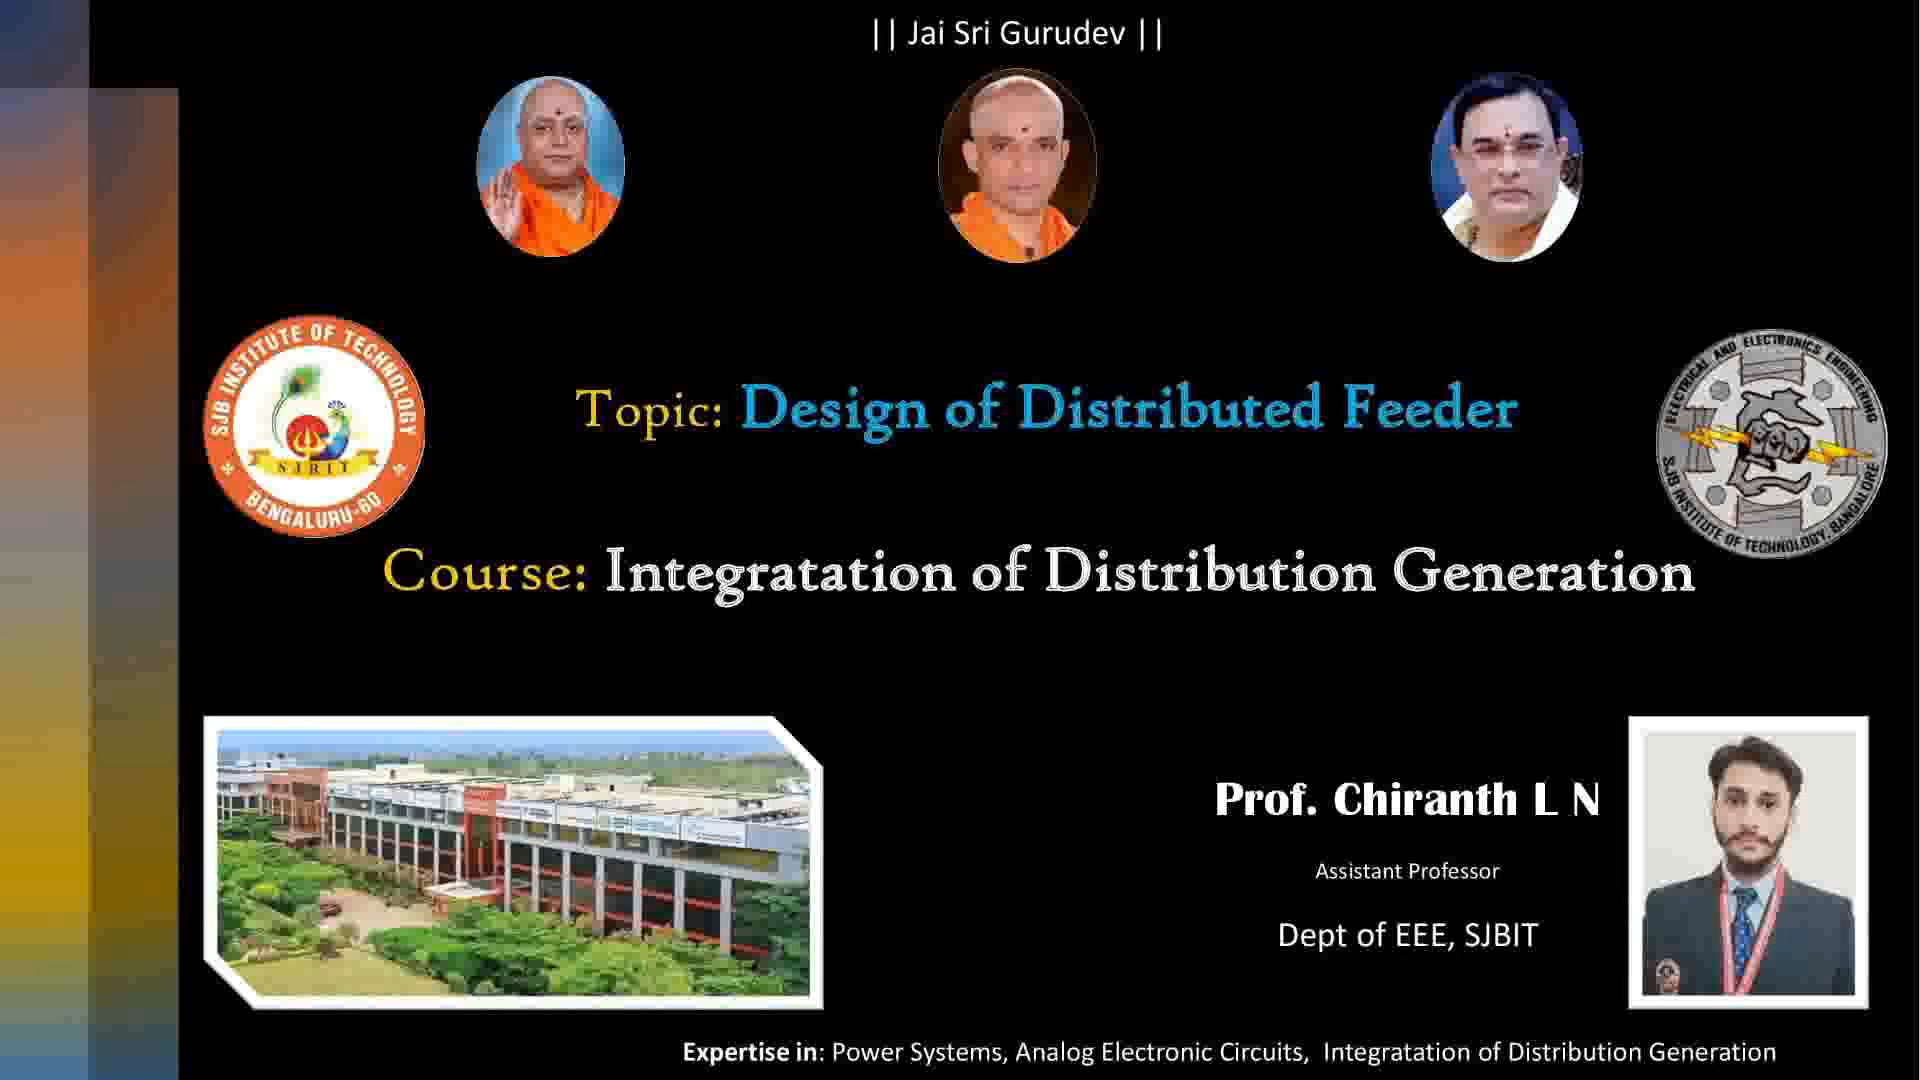 || Jai Sri Gurudev ||
SJB INSTITUTE OF TECHNOLOGY
SJBIT
BENGALURU-60
Topic: Design of Distributed Feeder
ELECTRICAL AND ELECTRONICS ENGINEERING
SJB INSTITUTE OF TECHNOLOGY, BANGALORE
Course: Integratation of Distribution Generation
Prof. Chiranth L N
Assistant Professor
Dept of EEE, SJBIT
Expertise in: Power Systems, Analog Electronic Circuits, Integratation of Distribution Generation